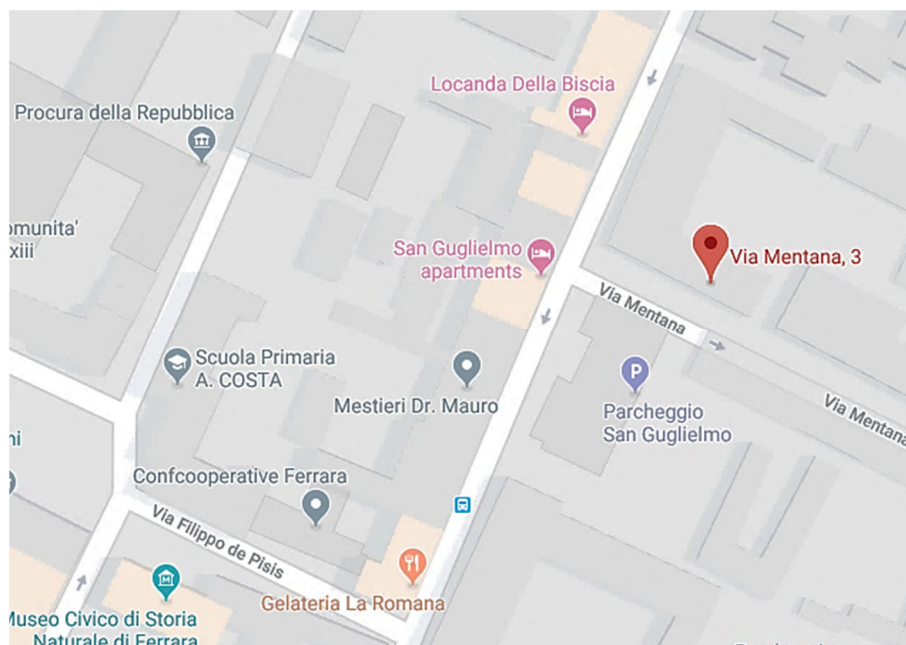 Locanda Della Biscia
Procura della Repubblica
omunita'
xiii
San Guglielmo
apartments
Via Mentana, 3
Via Mentana
Scuola Primaria
A. COSTA
Mestieri Dr. Mauro
P
Parcheggio
San Guglielmo
Via Mentana
ni
Confcooperative Ferrara
Via Filippo de Pisis
Gelateria La Romana
M
Museo Civico di Storia
Naturale di Ferrara